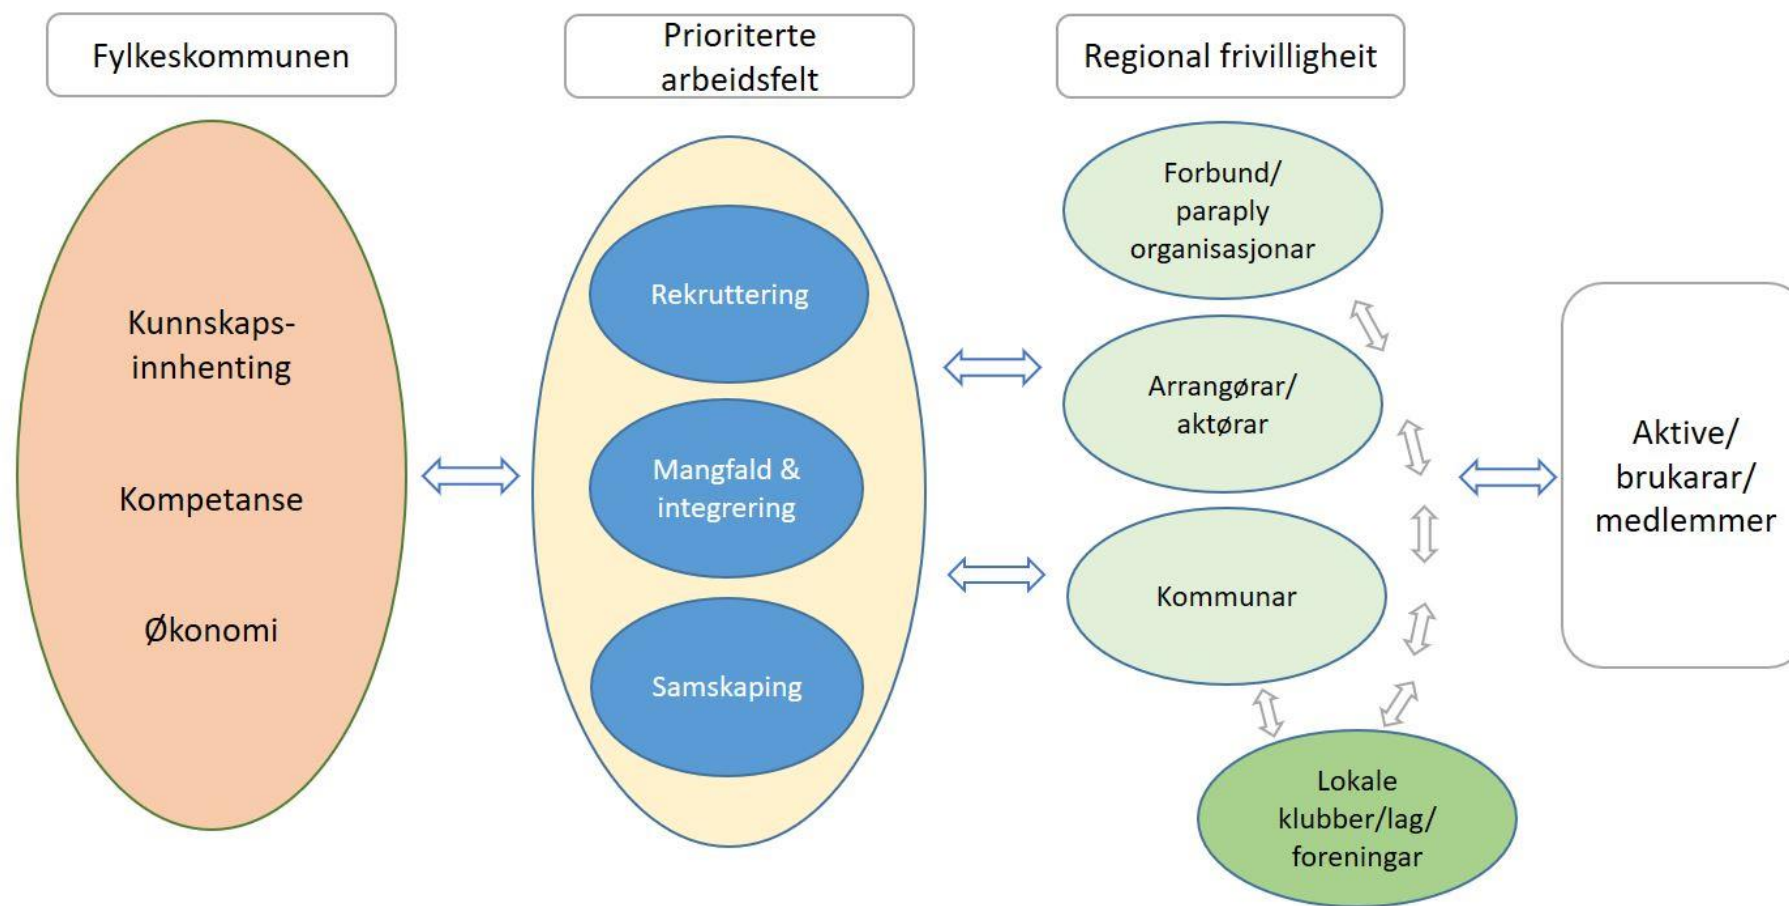 Fylkeskommunen
Prioriterte
arbeidsfelt
Regional frivilligheit
Kunnskaps-
innhenting
Kompetanse
Økonomi
Rekruttering
Mangfald &
integrering
Samskaping
Forbund/
paraply
organisasjonar
Arrangørar/
aktørar
Kommunar
Lokale
klubber/lag/
foreningar
Aktive/
brukarar/
medlemmer